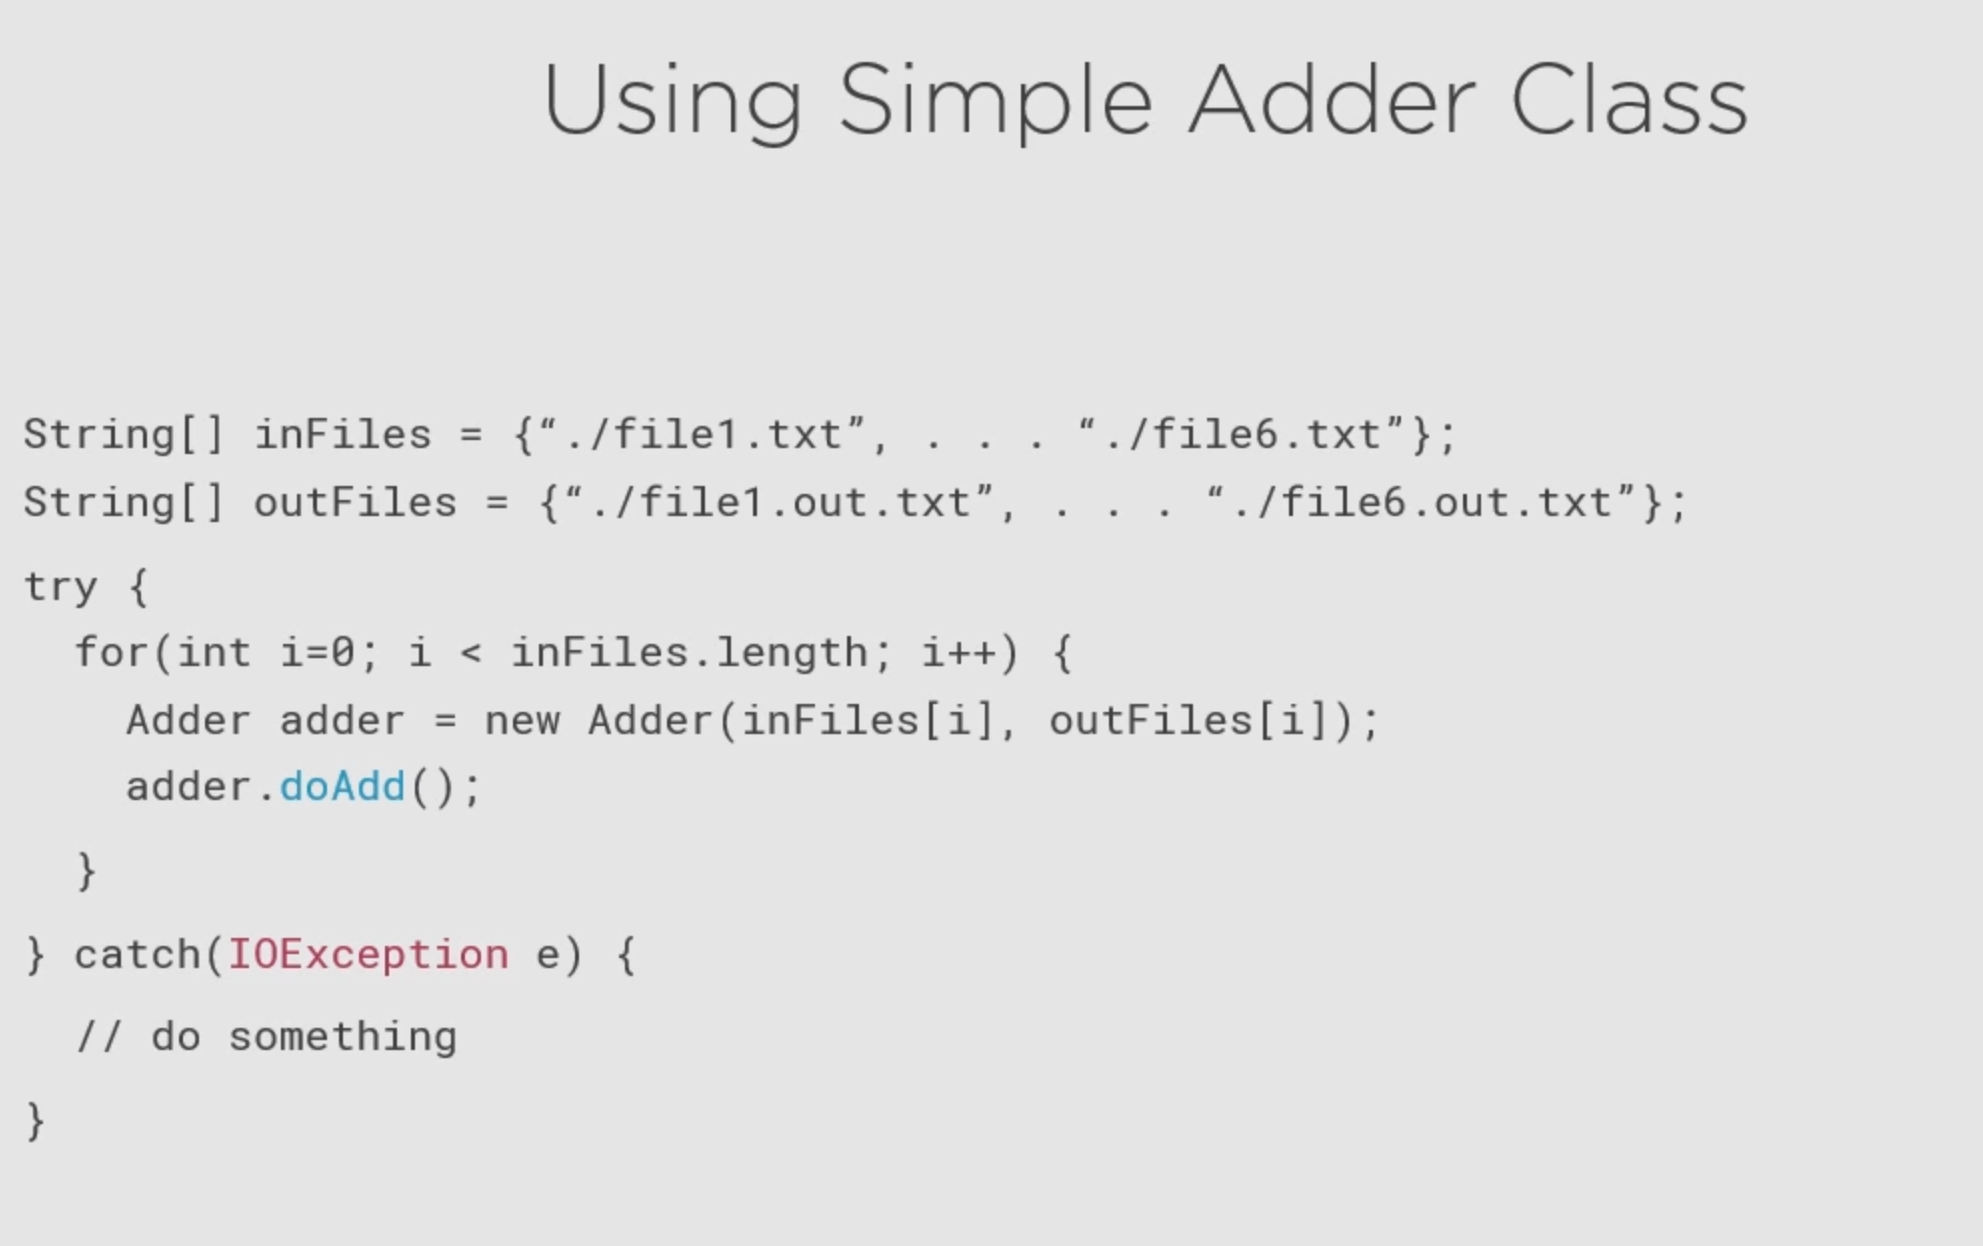 Using Simple Adder Class
String[] inFiles = {“./file1.txt”, . . . “./file6.txt”};
String[] outFiles = {“./file1.out.txt”, . . . “./file6.out.txt”};
try {
  for(int i=0; i < inFiles.length; i++) {
    Adder adder = new Adder(inFiles[i], outFiles[i]);
    adder.doAdd();
  }
} catch(IOException e) {
  // do something
}